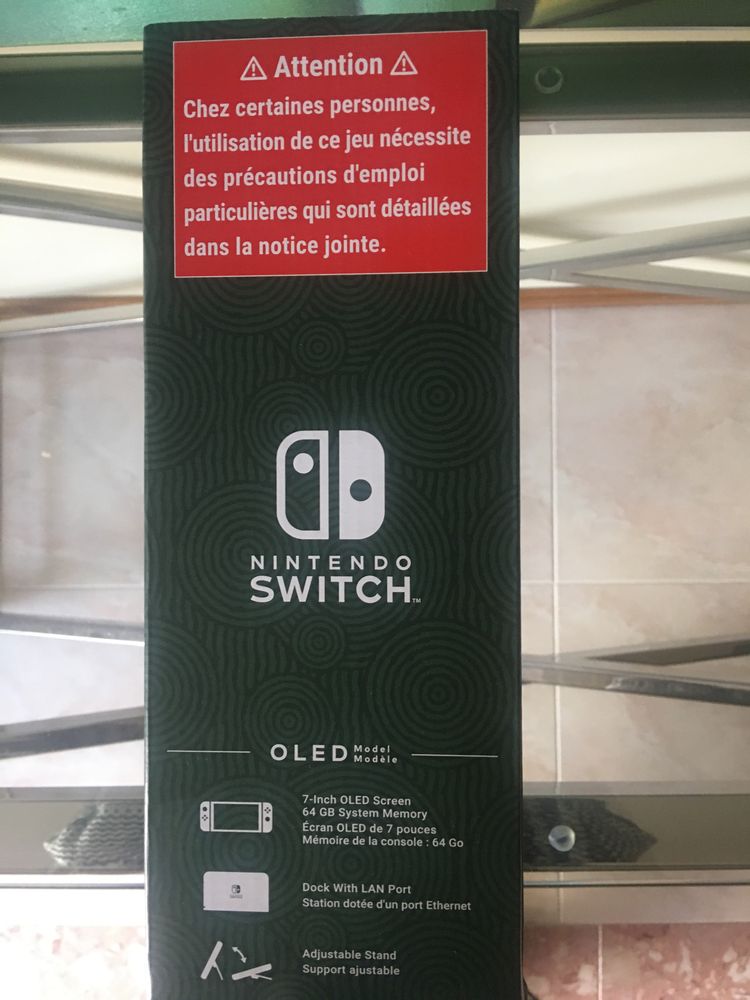 Attention
Chez certaines personnes,
l'utilisation de ce jeu nécessite
des précautions d'emploi
particulières qui sont détaillées
dans la notice jointe.
NINTENDO
SWITCH™
OLED Model
Modèle
7-Inch OLED Screen
64 GB System Memory
Écran OLED de 7 pouces
Mémoire de la console : 64 Go
Dock With LAN Port
Station dotée d'un port Ethernet
Adjustable Stand
Support ajustable